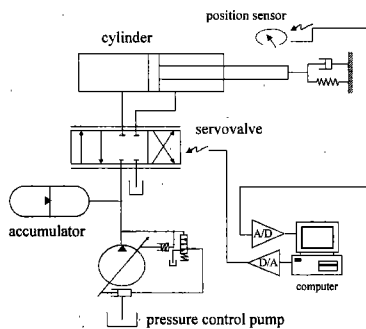 position sensor
cylinder
servovalve
accumulator
A/D
D/A
computer
pressure control pump